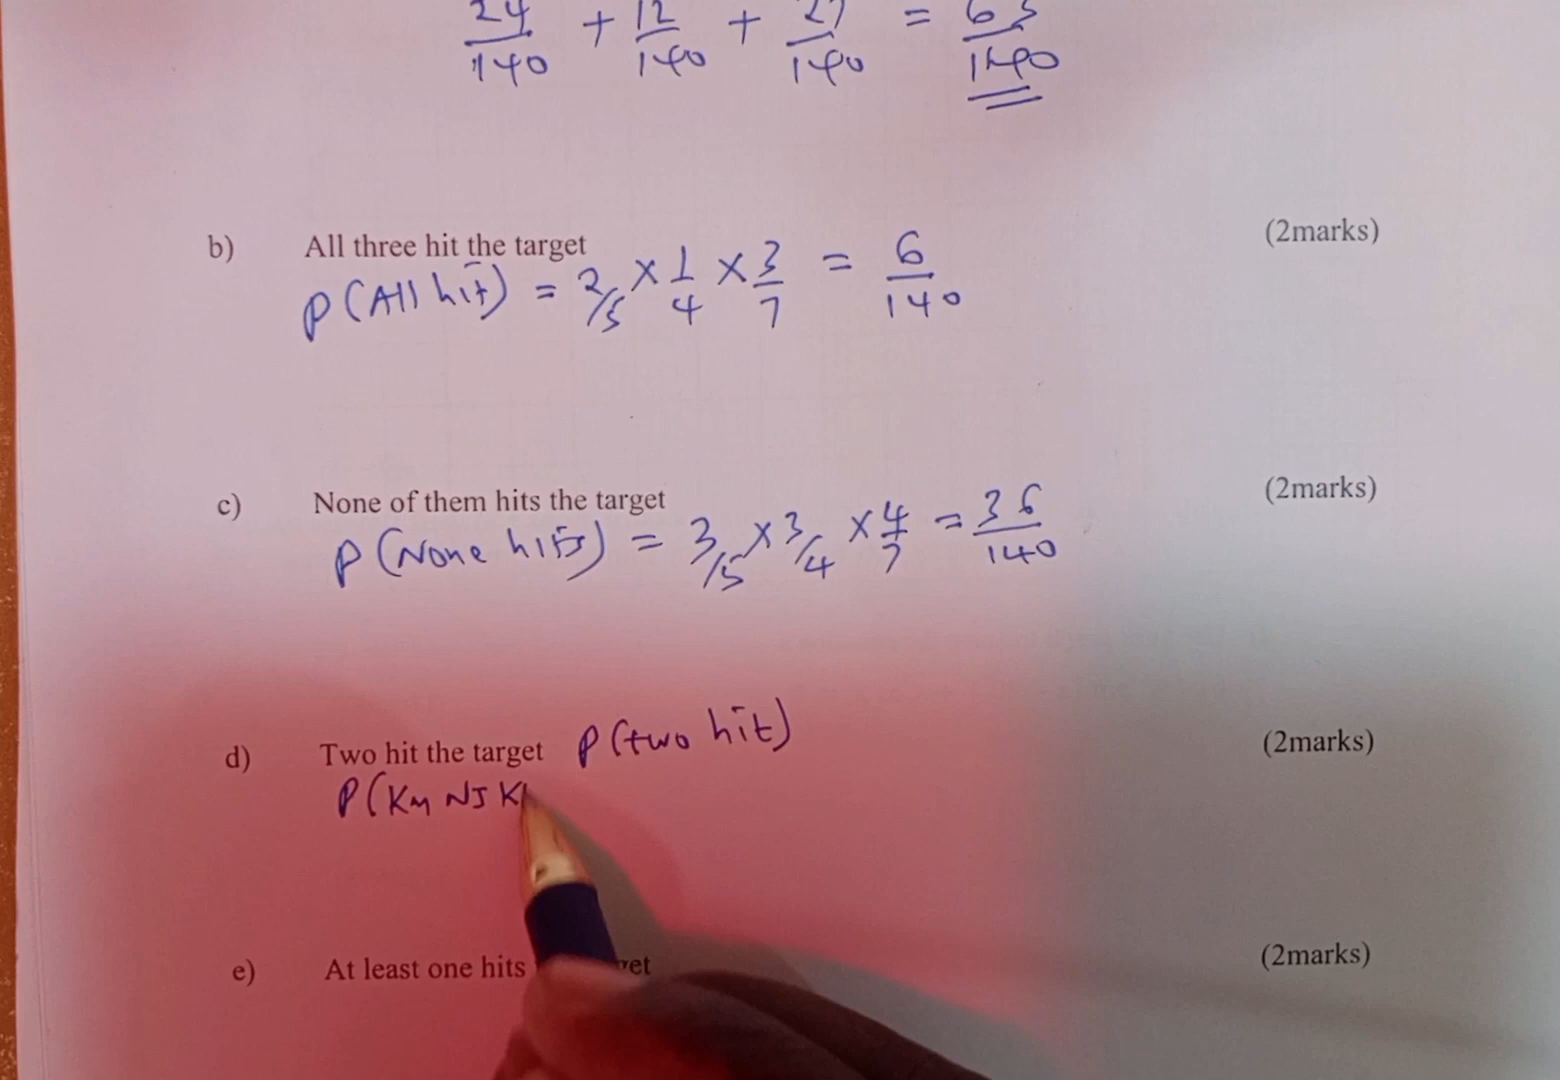 24/140 + 12/140 + 27/140 = 63/140
b) All three hit the target (2marks)
P(All hit) = 2/5 × 1/4 × 3/7 = 6/140
c) None of them hits the target (2marks)
P(None hits) = 3/5 × 3/4 × 4/7 = 36/140
d) Two hit the target P(two hit) (2marks)
P(KM NJ K
e) At least one hits (2marks)